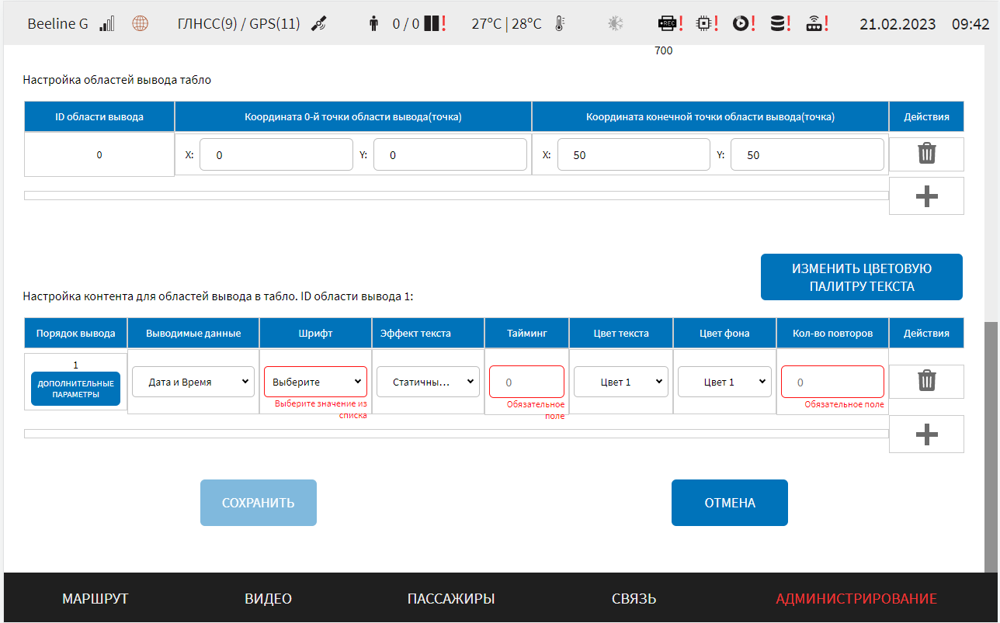 Beeline G ГЛНСС(9) / GPS(11) 0 / 0 ! 27°C | 28°C REC ! ! ! ! ! 21.02.2023 09:42
700
Настройка областей вывода табло
ID области вывода Координата 0-й точки области вывода(точка) Координата конечной точки области вывода(точка) Действия
0 X: 0 Y: 0 X: 50 Y: 50
ИЗМЕНИТЬ ЦВЕТОВУЮ
ПАЛИТРУ ТЕКСТА
Настройка контента для областей вывода в табло. ID области вывода 1:
Порядок вывода Выводимые данные Шрифт Эффект текста Тайминг Цвет текста Цвет фона Кол-во повторов Действия
1
ДОПОЛНИТЕЛЬНЫЕ
ПАРАМЕТРЫ
Дата и Время Выберите Статичны... 0 Цвет 1 Цвет 1 0
Выберите значение из
списка
Обязательное
поле
Обязательное поле
СОХРАНИТЬ ОТМЕНА
МАРШРУТ ВИДЕО ПАССАЖИРЫ СВЯЗЬ АДМИНИСТРИРОВАНИЕ